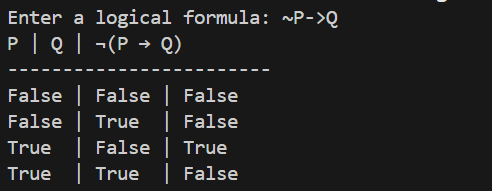 Enter a logical formula: ~P->Q
P | Q | ¬(P → Q)
------------------------
False | False | False
False | True  | False
True  | False | True
True  | True  | False